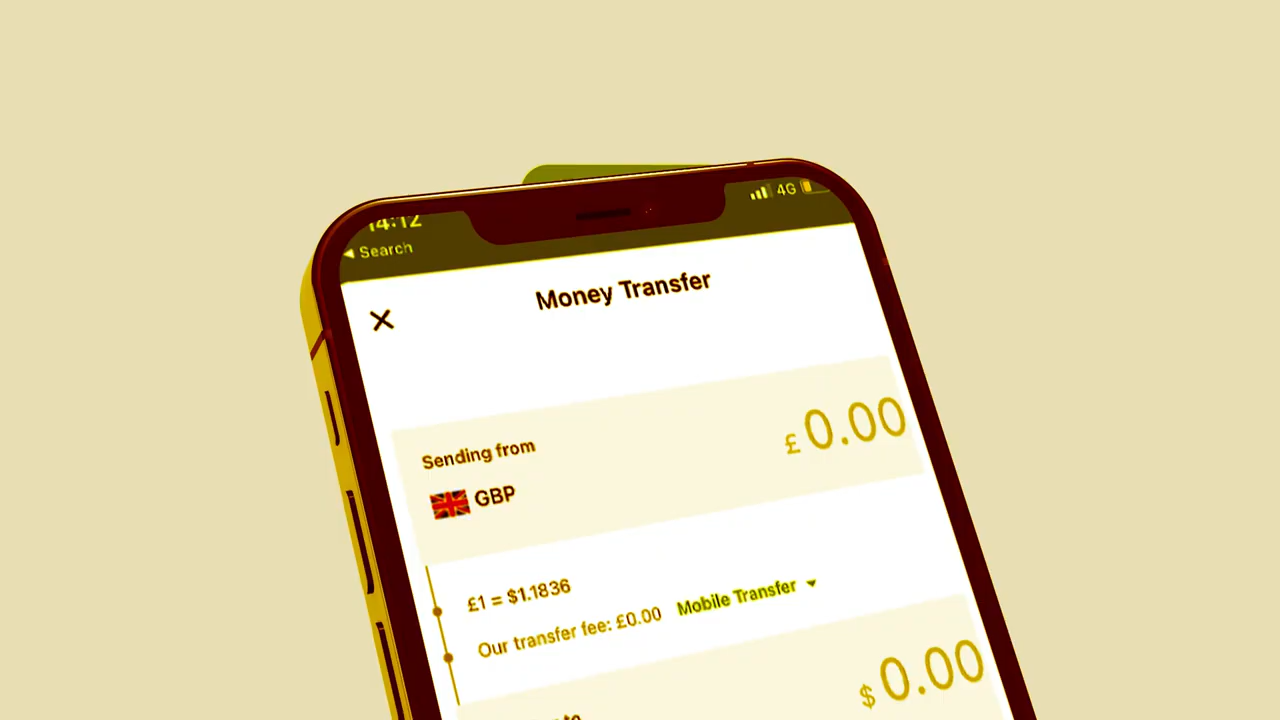 14:12
4G
◀ Search
Money Transfer
Sending from
£ 0.00
GBP
£1 = $1.1836
Our transfer fee: £0.00 Mobile Transfer
$ 0.00